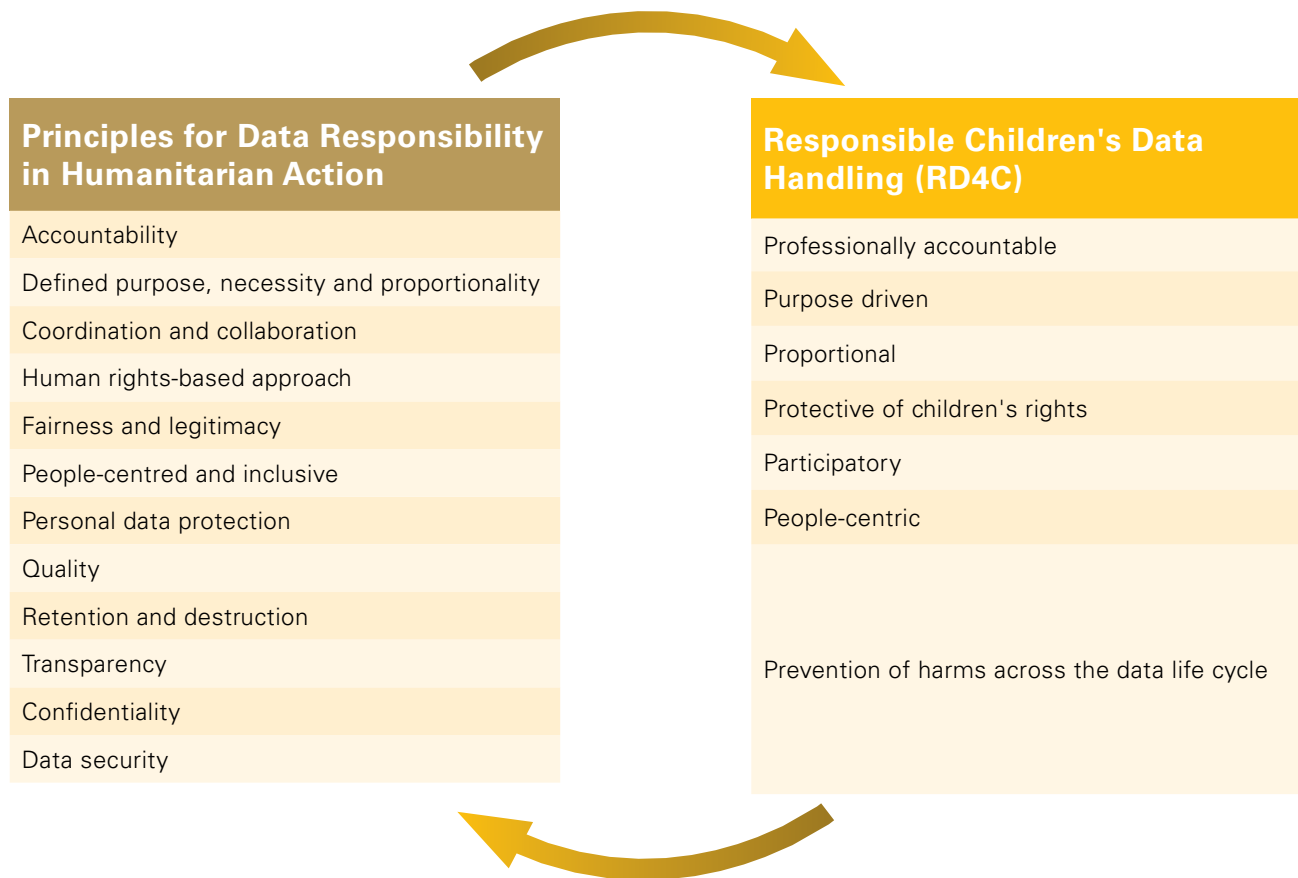 Principles for Data Responsibility
in Humanitarian Action
Accountability
Defined purpose, necessity and proportionality
Coordination and collaboration
Human rights-based approach
Fairness and legitimacy
People-centred and inclusive
Personal data protection
Quality
Retention and destruction
Transparency
Confidentiality
Data security
Responsible Children's Data
Handling (RD4C)
Professionally accountable
Purpose driven
Proportional
Protective of children's rights
Participatory
People-centric
Prevention of harms across the data life cycle